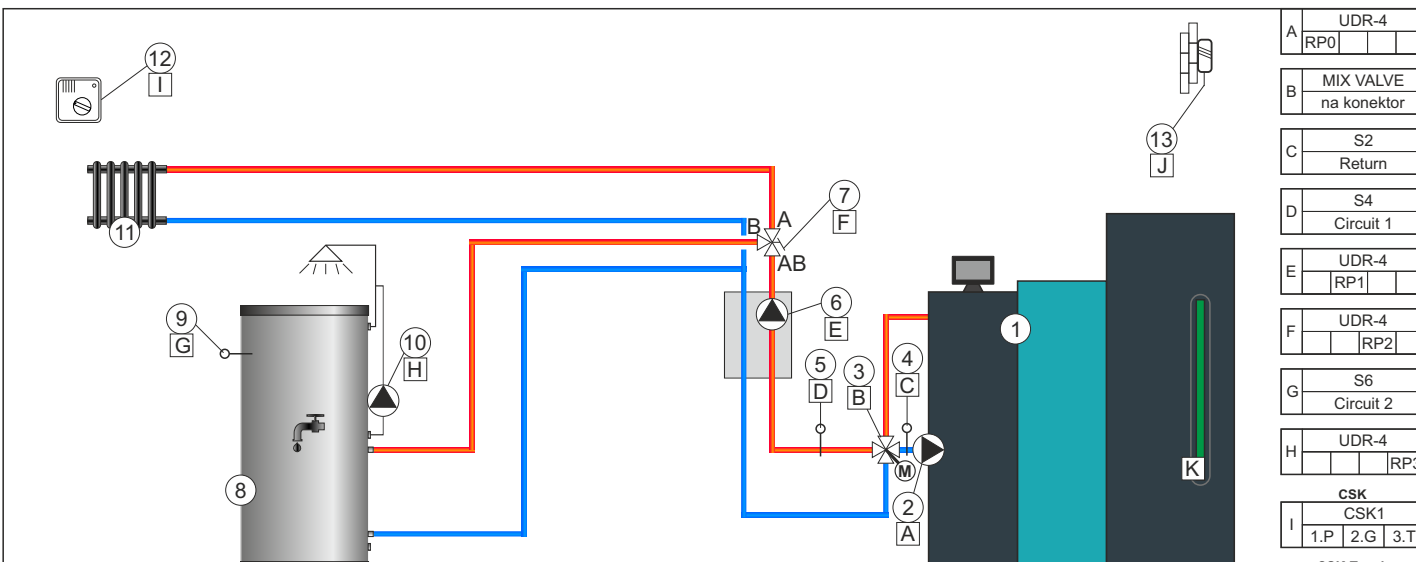 12
I
13
J
7
F
B
A
AB
11
9
G
10
H
6
E
5
D
3
B
4
C
1
M
2
A
8
K
A
UDR-4
RP0
B
MIX VALVE
na konektor
C
S2
Return
D
S4
Circuit 1
E
UDR-4
RP1
F
UDR-4
RP2
G
S6
Circuit 2
H
UDR-4
RP3
CSK
I
CSK1
1.P 2.G 3.T